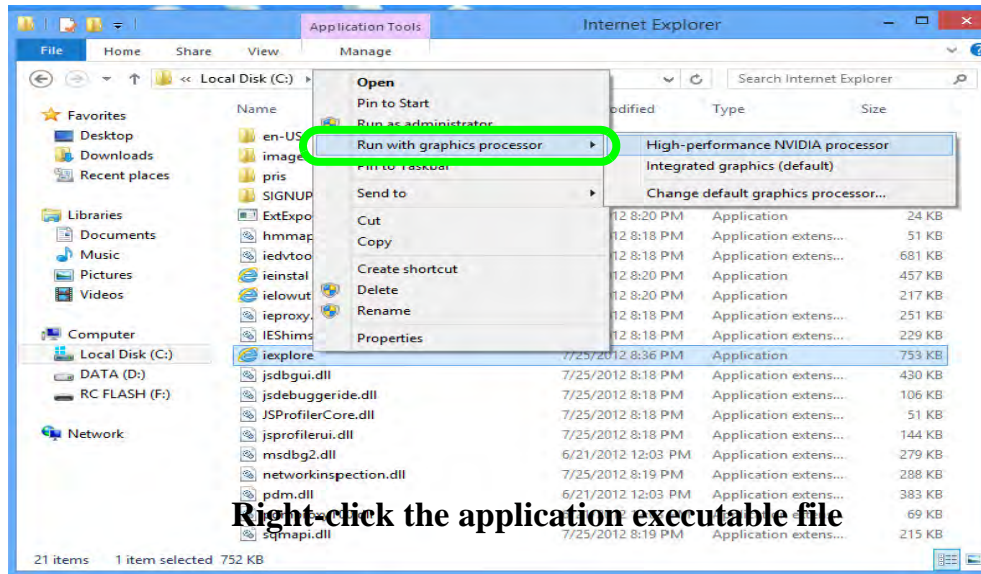 Application Tools
Internet Explorer
File Home Share View Manage
« Local Disk (C:)
Search Internet Explorer
Name
odified
Type
Size
Favorites
Desktop
Downloads
Recent places
Libraries
Documents
Music
Pictures
Videos
Computer
Local Disk (C:)
DATA (D:)
RC FLASH (F:)
Network
Open
Pin to Start
Run as administrator
Run with graphics processor
Pin to Taskbar
Send to
Cut
Copy
Create shortcut
Delete
Rename
Properties
High-performance NVIDIA processor
Integrated graphics (default)
Change default graphics processor...
en-US
image
pris
SIGNUP
ExtExpo 12 8:20 PM Application 24 KB
hmmap 12 8:18 PM Application extens... 51 KB
iedvtoo 12 8:18 PM Application extens... 681 KB
ieinstal 12 8:20 PM Application 457 KB
ielowut 12 8:20 PM Application 217 KB
ieproxy. 12 8:18 PM Application extens... 251 KB
IEShims 12 8:18 PM Application extens... 229 KB
iexplore 7/25/2012 8:36 PM Application 753 KB
jsdbgui.dll 7/25/2012 8:18 PM Application extens... 430 KB
jsdebuggeride.dll 7/25/2012 8:18 PM Application extens... 106 KB
JSProfilerCore.dll 7/25/2012 8:18 PM Application extens... 51 KB
jsprofilerui.dll 7/25/2012 8:18 PM Application extens... 144 KB
msdbg2.dll 6/21/2012 12:03 PM Application extens... 279 KB
networkinspection.dll 7/25/2012 8:19 PM Application extens... 288 KB
pdm.dll 6/21/2012 12:03 PM Application extens... 383 KB
69 KB
Right-click the application executable file
sqmapi.dll 7/25/2012 8:19 PM Application extens... 215 KB
21 items 1 item selected 752 KB